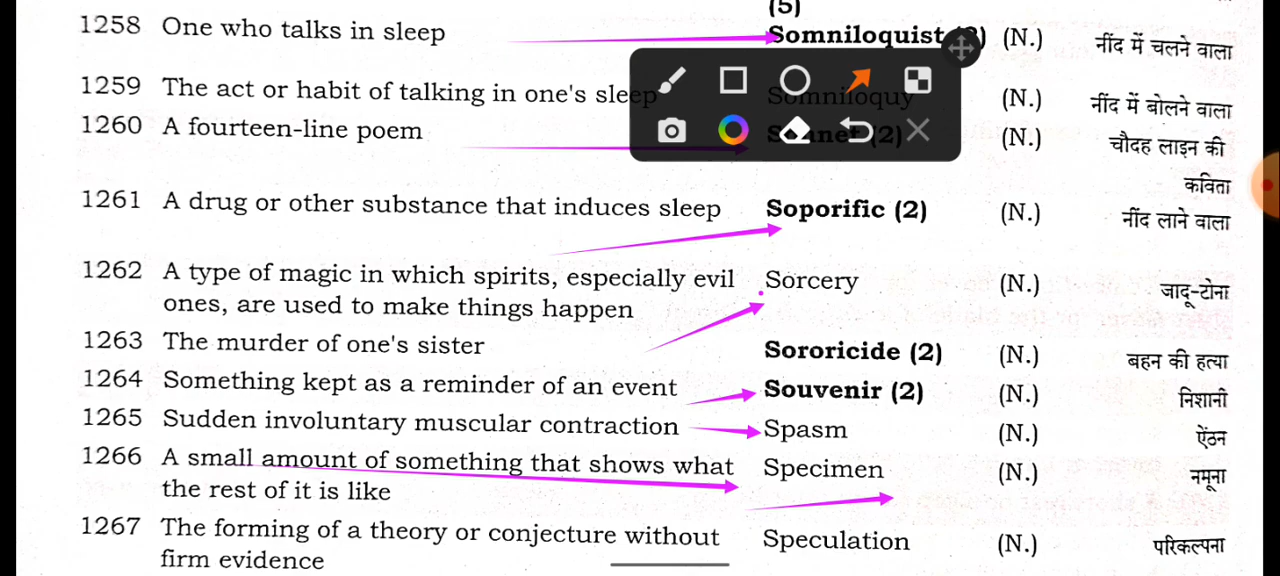 (5)
1258 One who talks in sleep Somniloquist (N.) नींद में चलने वाला
1259 The act or habit of talking in one's sleep Somniloquy (N.) नींद में बोलने वाला
1260 A fourteen-line poem Sonnet (2) (N.) चौदह लाइन की
कविता
1261 A drug or other substance that induces sleep Soporific (2) (N.) नींद लाने वाला
1262 A type of magic in which spirits, especially evil Sorcery (N.) जादू-टोना
ones, are used to make things happen
1263 The murder of one's sister Sororicide (2) (N.) बहन की हत्या
1264 Something kept as a reminder of an event Souvenir (2) (N.) निशानी
1265 Sudden involuntary muscular contraction Spasm (N.) ऐंठन
1266 A small amount of something that shows what Specimen (N.) नमूना
the rest of it is like
1267 The forming of a theory or conjecture without Speculation (N.) परिकल्पना
firm evidence